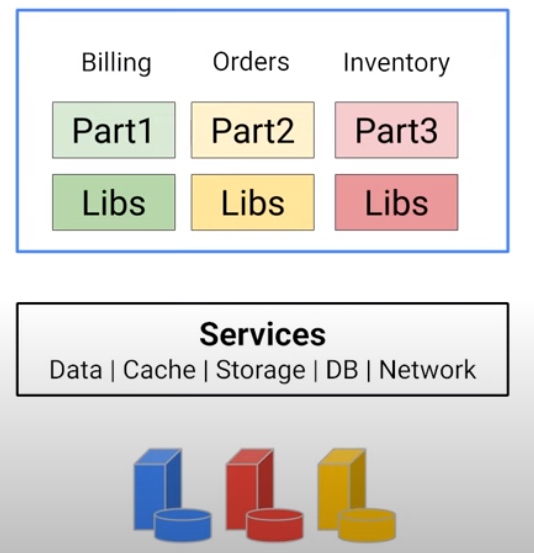 Billing Orders Inventory
Part1 Part2 Part3
Libs Libs Libs
Services
Data | Cache | Storage | DB | Network